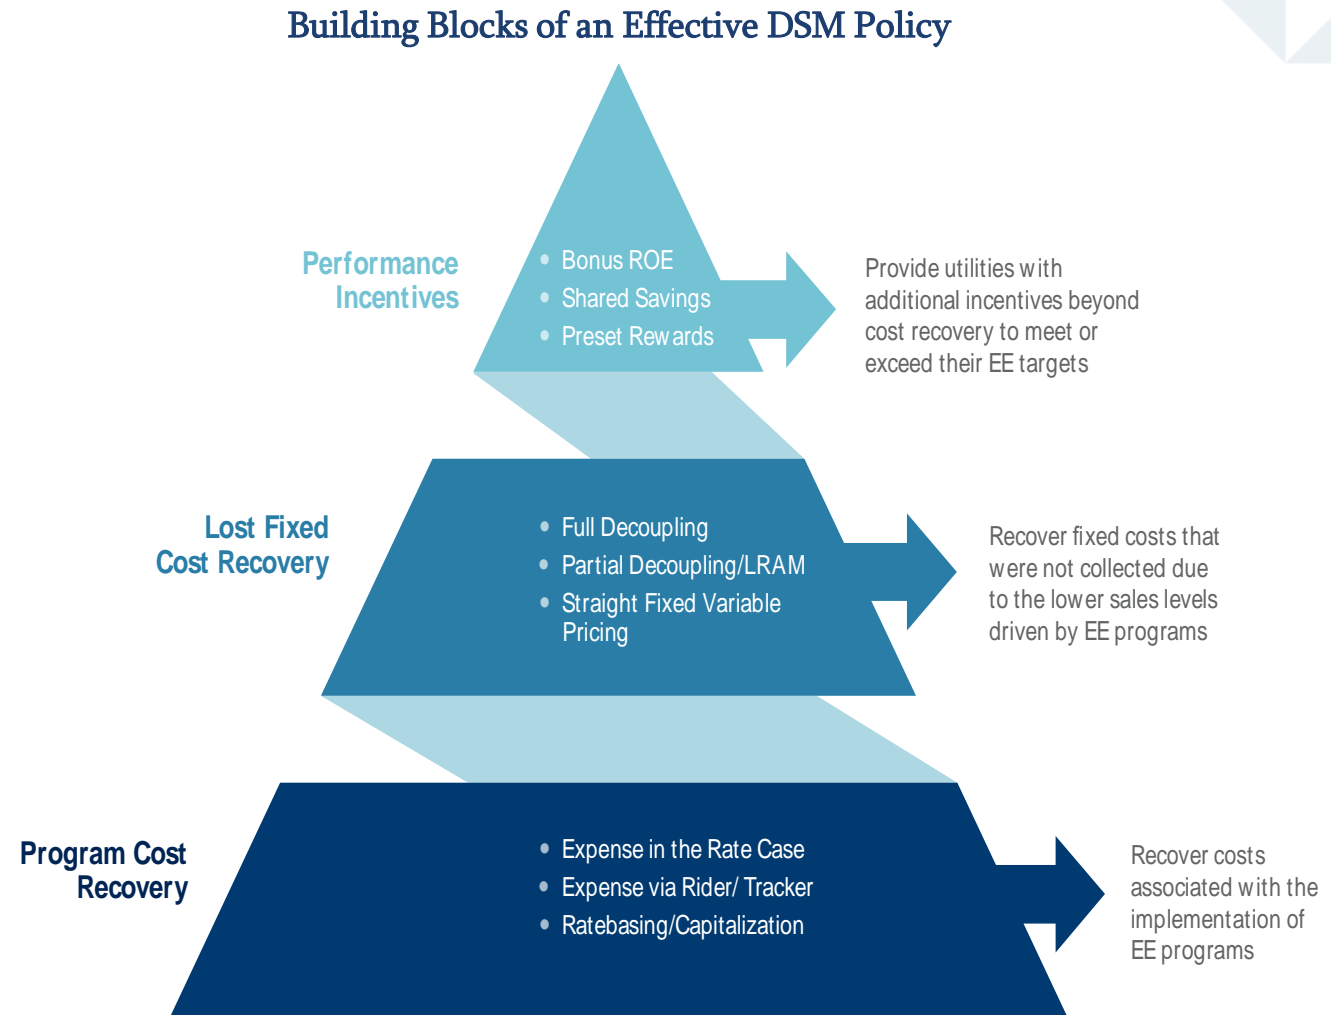 Building Blocks of an Effective DSM Policy
Performance
Incentives
• Bonus ROE
• Shared Savings
• Preset Rewards
Provide utilities with
additional incentives beyond
cost recovery to meet or
exceed their EE targets
Lost Fixed
Cost Recovery
• Full Decoupling
• Partial Decoupling/LRAM
• Straight Fixed Variable
Pricing
Recover fixed costs that
were not collected due
to the lower sales levels
driven by EE programs
Program Cost
Recovery
• Expense in the Rate Case
• Expense via Rider/ Tracker
• Ratebasing/Capitalization
Recover costs
associated with the
implementation of
EE programs